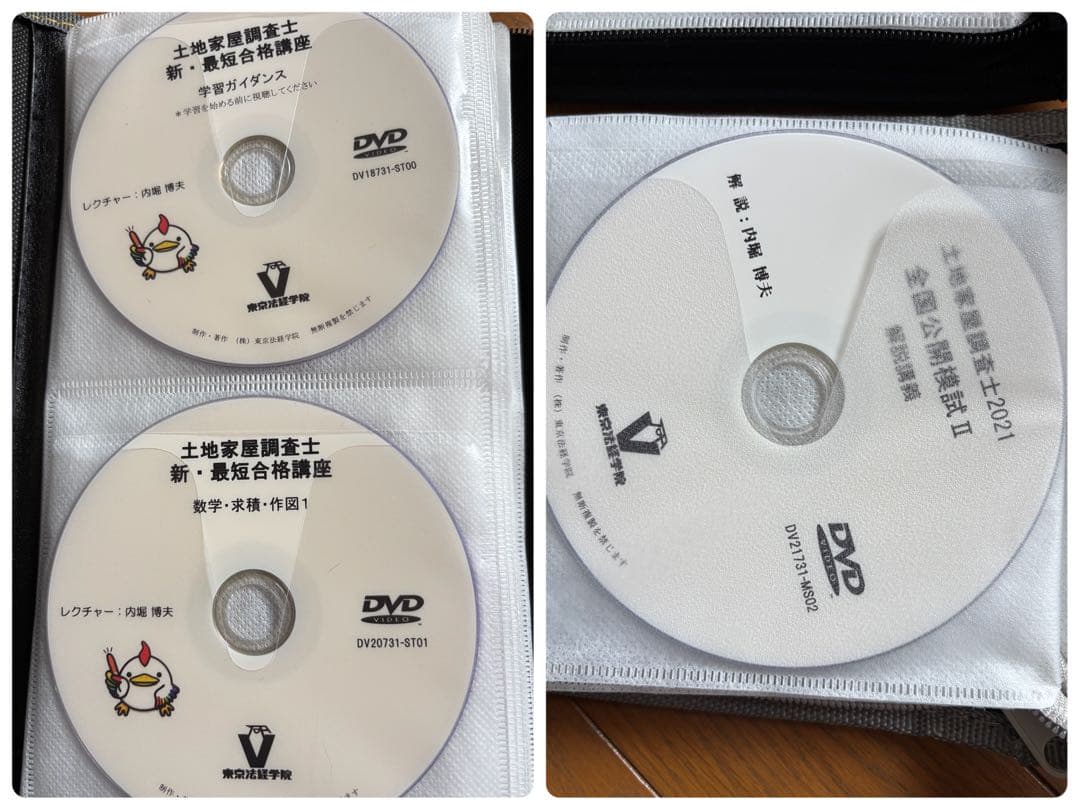 土地家屋調査士
新・最短合格講座
学習ガイダンス
＊学習を始める前に視聴してください
DVD
VIDEO
DV18731-ST00
レクチャー：内堀 博夫
V
東京法経学院
制作・著作 （株）東京法経学院 無断複製を禁じます
土地家屋調査士
新・最短合格講座
数学・求積・作図１
レクチャー：内堀 博夫
DVD
VIDEO
DV20731-ST01
V
東京法経学院
制作・著
製を禁じます
土地家屋調査士2021
全国公開模試Ⅱ
解説講義
解 説：内堀 博夫
DVD
VIDEO
DV21731-MS02
V
東京法経学院
制作・著作 （株）東京法経学院 無断複製を禁じます